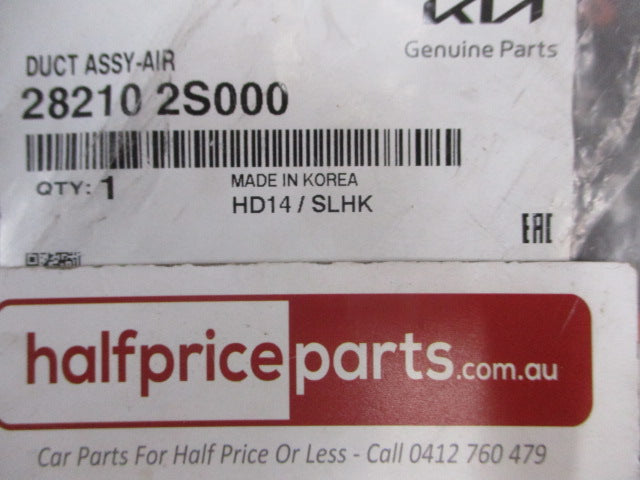 KIA
Genuine Parts
DUCT ASSY-AIR
28210 2S000
QTY: 1
MADE IN KOREA
HD14 / SLHK
EAC
halfpriceparts.com.au
Car Parts For Half Price Or Less - Call 0412 760 479